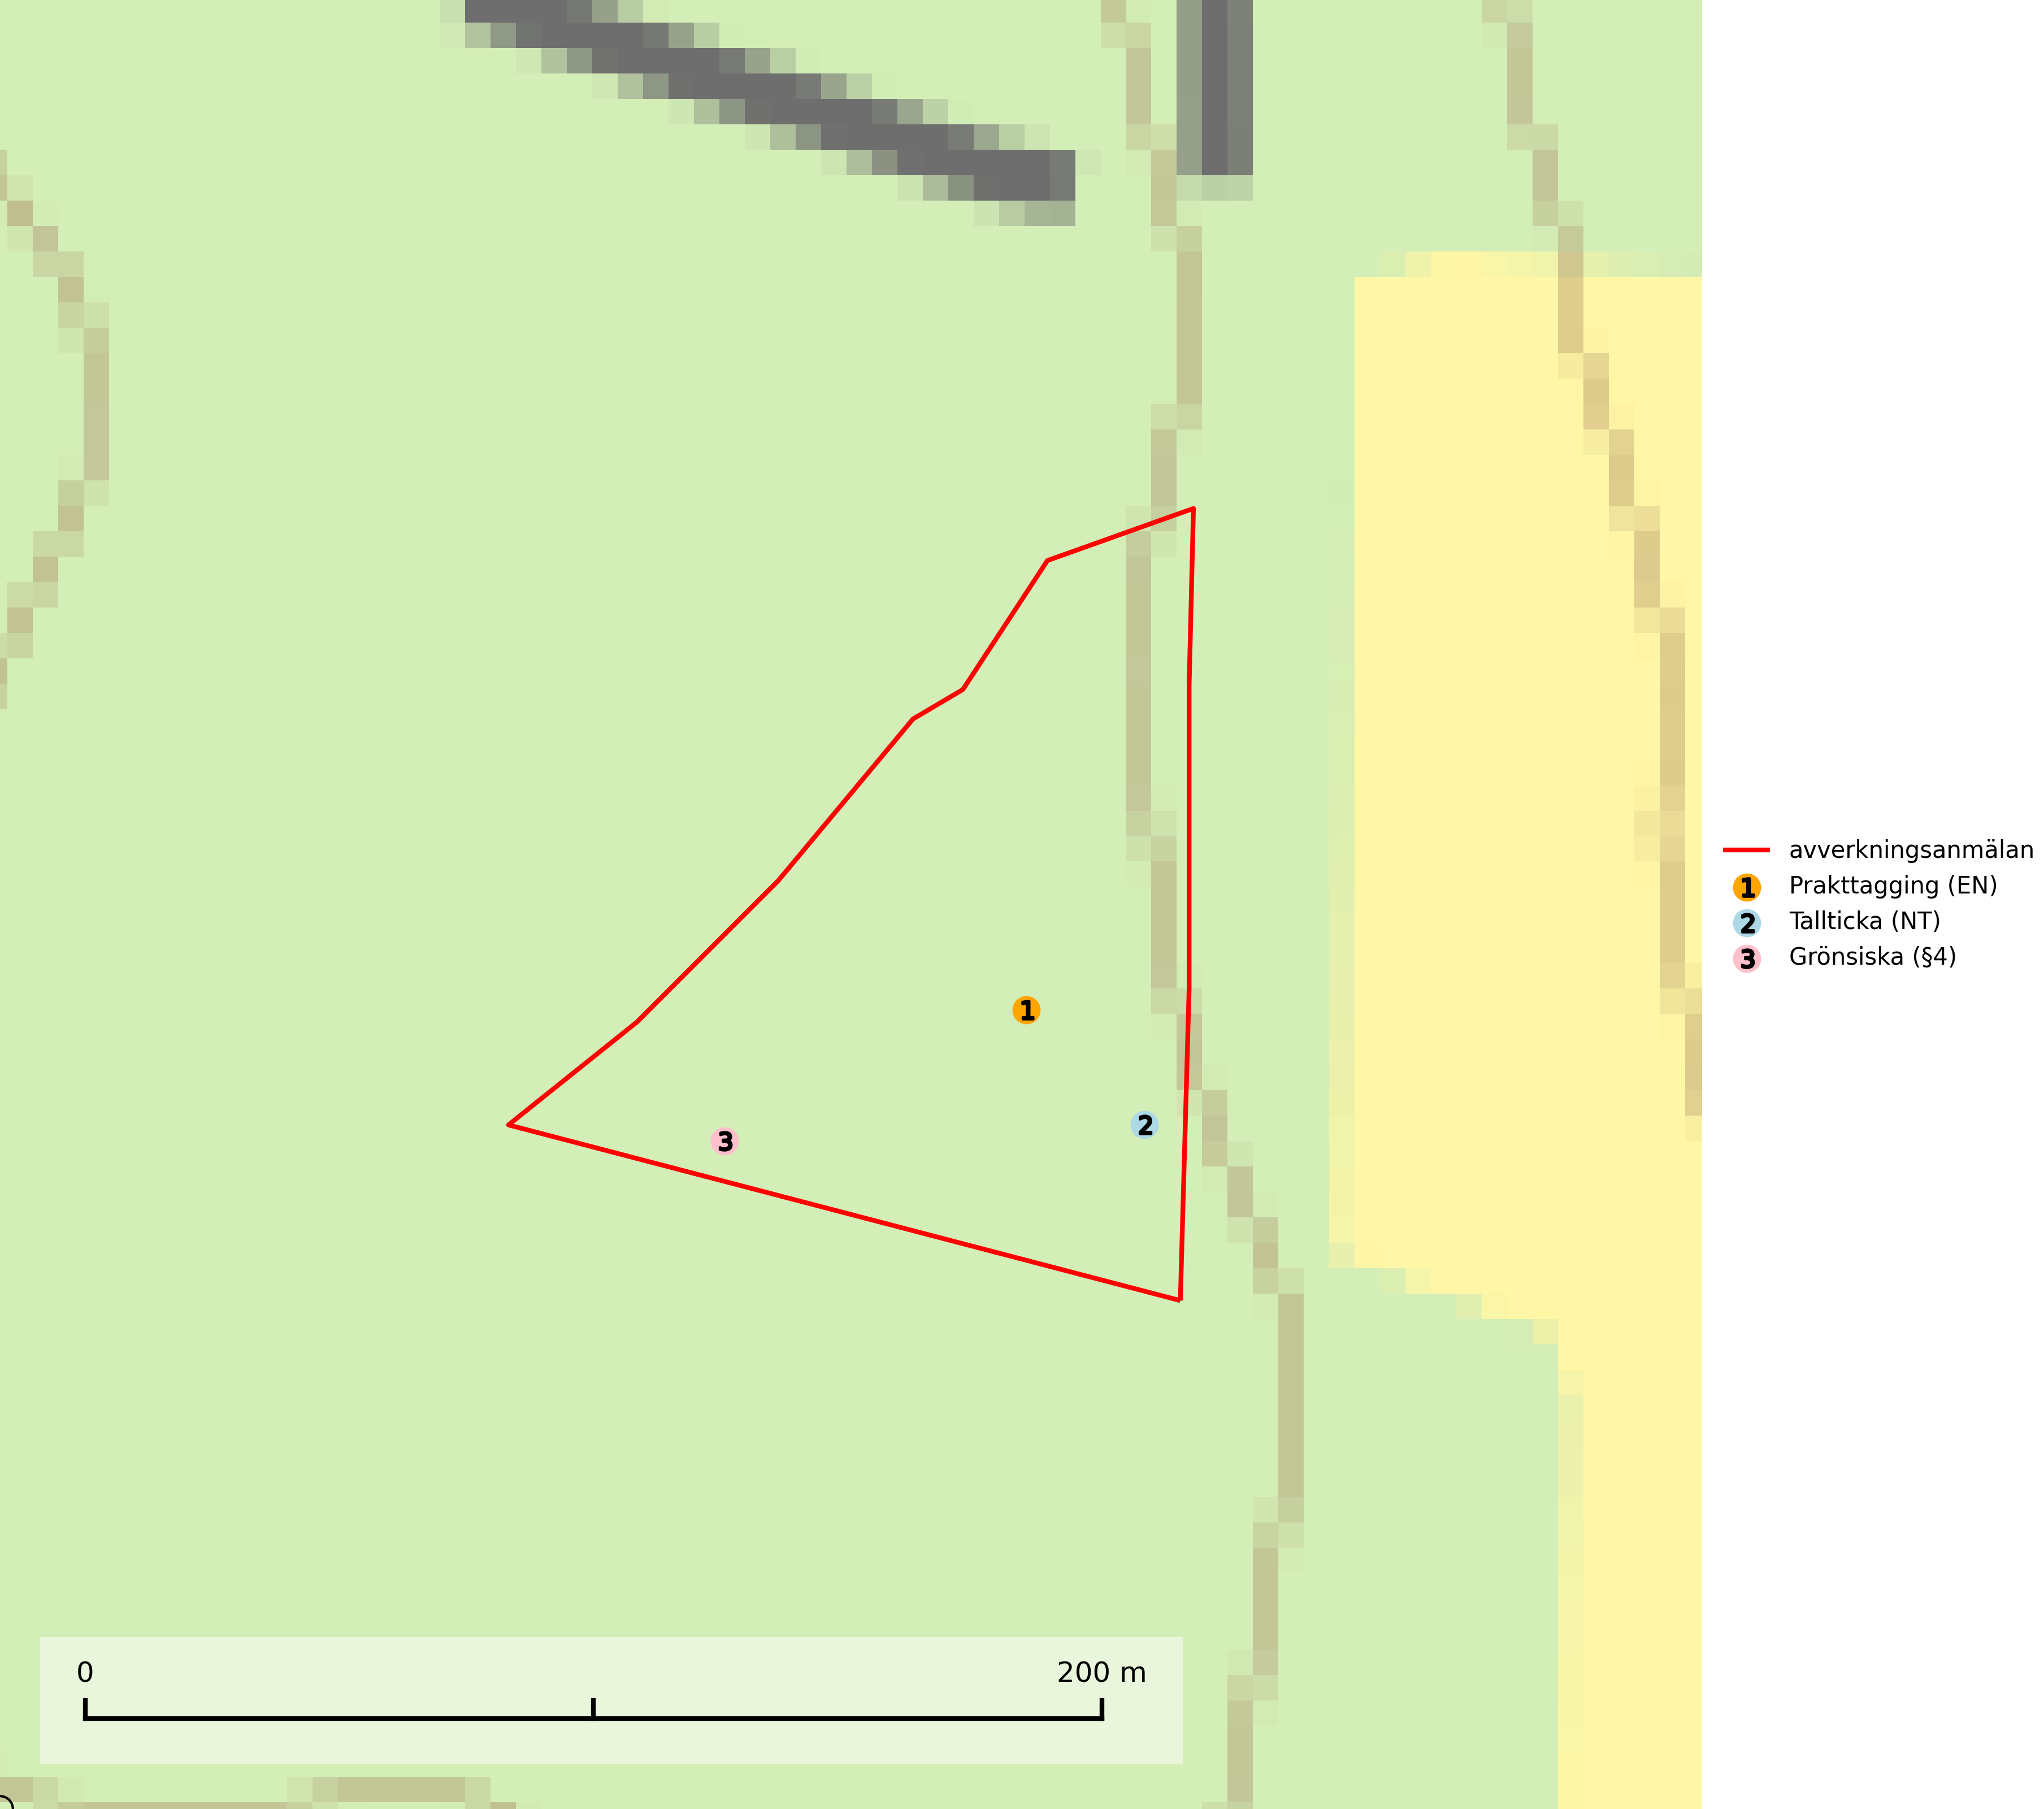 avverkningsanmälan
1 Prakttagging (EN)
2 Tallticka (NT)
3 Grönsiska (§4)
1
2
3
0 200 m